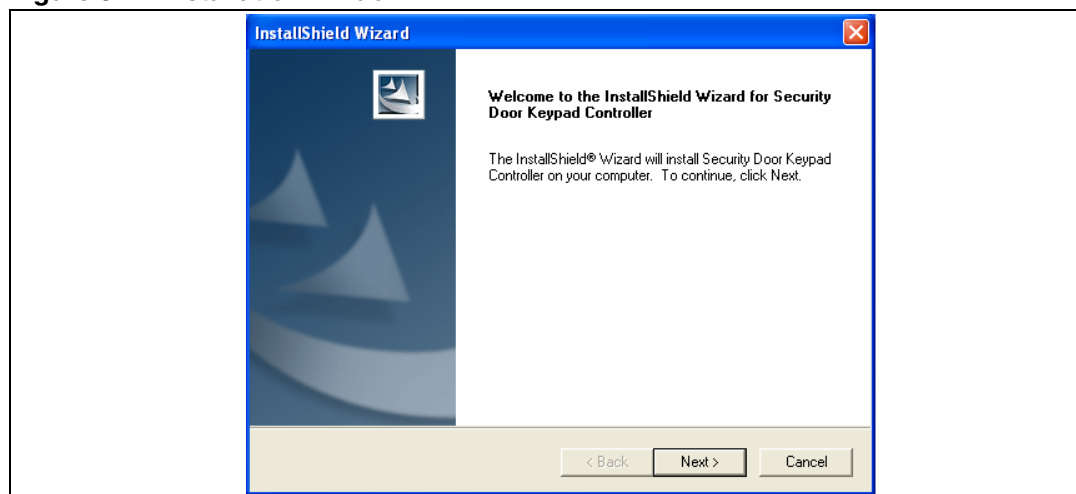 InstallShield Wizard
Welcome to the InstallShield Wizard for Security
Door Keypad Controller
The InstallShield® Wizard will install Security Door Keypad
Controller on your computer. To continue, click Next.
< Back
Next >
Cancel